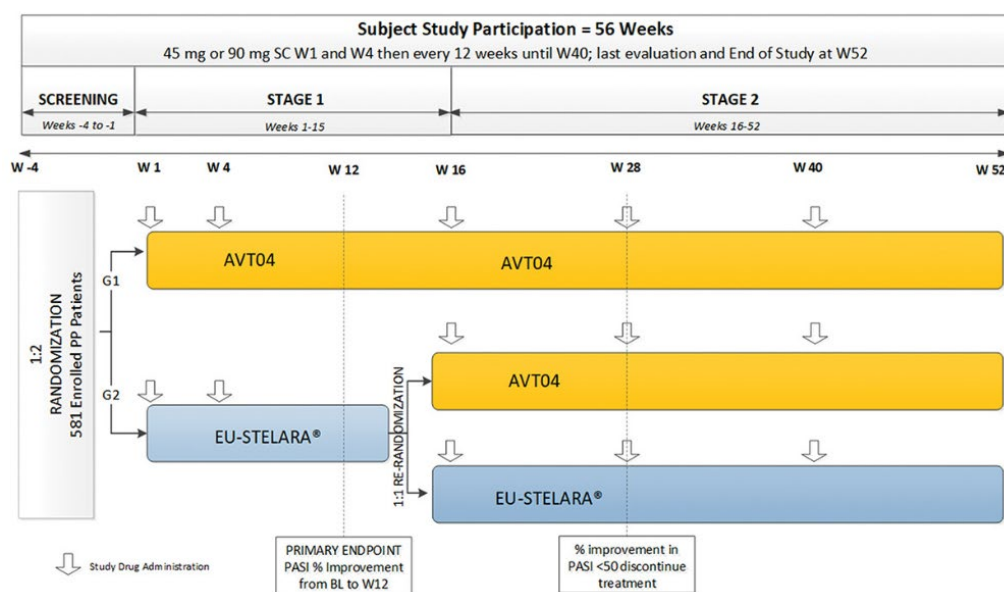 Subject Study Participation = 56 Weeks
45 mg or 90 mg SC W1 and W4 then every 12 weeks until W40; last evaluation and End of Study at W52
SCREENING
Weeks -4 to -1
STAGE 1
Weeks 1-15
STAGE 2
Weeks 16-52
W -4
W 1
W 4
W 12
W 16
W 28
W 40
W 52
1:2
RANDOMIZATION
581 Enrolled PP Patients
G1
AVT04
AVT04
G2
EU-STELARA®
1:1 RE-RANDOMIZATION
AVT04
EU-STELARA®
Study Drug Administration
PRIMARY ENDPOINT
PASI % Improvement
from BL to W12
% improvement in
PASI <50 discontinue
treatment